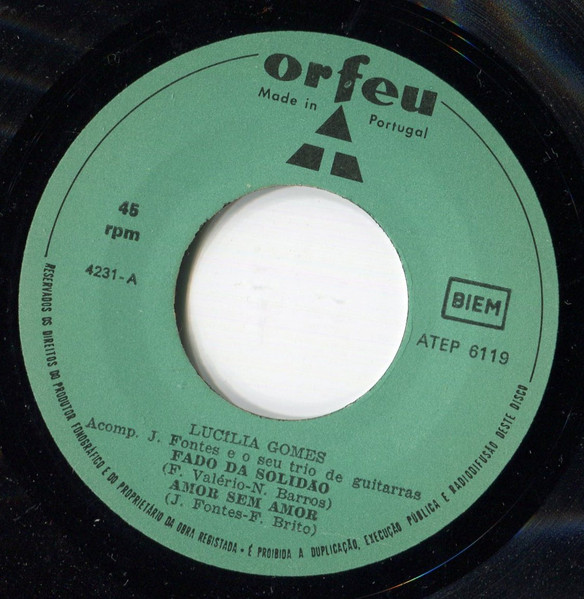 orfeu
Made in Portugal
45
rpm
4231-A
BIEM
ATEP 6119
LUCÍLIA GOMES
Acomp. J. Fontes e o seu trio de guitarras
FADO DA SOLIDÃO
(F. Valério-N. Barros)
AMOR SEM AMOR
(J. Fontes-F. Brito)
RESERVADOS OS DIREITOS DO PRODUTOR FONOGRÁFICO E DO PROPRIETÁRIO DA OBRA REGISTADA - É PROIBIDA A DUPLICAÇÃO, EXECUÇÃO PÚBLICA E RADIODIFUSÃO DESTE DISCO